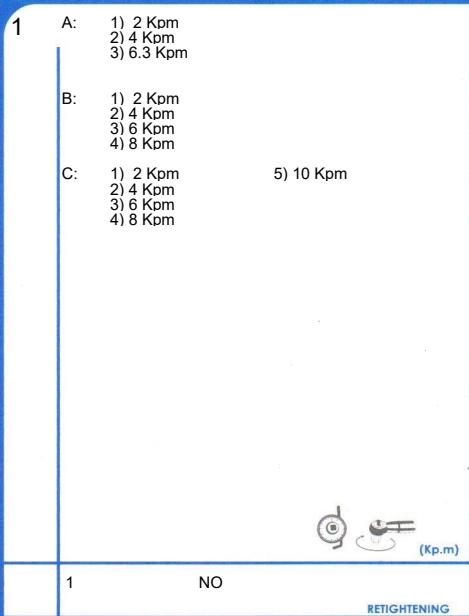 1 A: 1) 2 Kpm
2) 4 Kpm
3) 6.3 Kpm
B: 1) 2 Kpm
2) 4 Kpm
3) 6 Kpm
4) 8 Kpm
C: 1) 2 Kpm 5) 10 Kpm
2) 4 Kpm
3) 6 Kpm
4) 8 Kpm
(Kp.m)
1 NO
RETIGHTENING